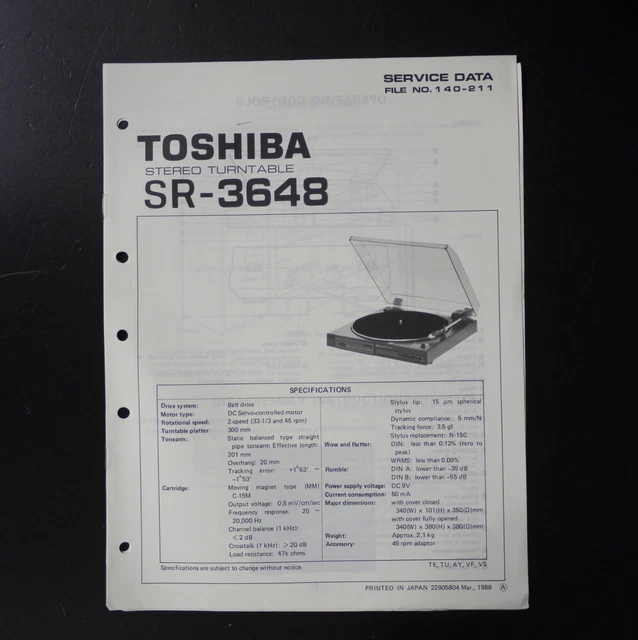 SERVICE DATA
FILE NO. 140-211
TOSHIBA
STEREO TURNTABLE
SR-3648
SPECIFICATIONS
Drive system: Belt drive
Motor type: DC Servo-controlled motor
Rotational speed: 2-speed (33-1/3 and 45 rpm)
Turntable platter: 300 mm
Tonearm: Static balanced type straight
pipe tonearm Effective length:
201 mm
Overhang: 20 mm
Tracking error: +1°53' ~
-1°53'
Cartridge: Moving magnet type (MM)
C-15M
Output voltage: 0.5 mV/cm/sec
Frequency response: 20 ~
20,000 Hz
Channel balance (1 kHz):
< 2 dB
Crosstalk (1 kHz): > 20 dB
Load resistance: 47k ohms
Stylus tip: 15 µm spherical
stylus
Dynamic compliance: 6 mm/N
Tracking force: 3.5 gf
Stylus replacement: N-15C
Wow and flutter: DIN: less than 0.12% (zero to
peak)
WRMS: less than 0.09%
Rumble: DIN A: lower than -35 dB
DIN B: lower than -55 dB
Power supply voltage: DC 9V
Current consumption: 50 mA
Major dimensions: with cover closed
340(W) x 101(H) x 350(D)mm
with cover fully opened
340(W) x 380(H) x 380(D)mm
Weight: Approx. 2,1 kg
Accessory: 45 rpm adaptor
Specifications are subject to change without notice.
TE, TU, AY, VF, VS
PRINTED IN JAPAN 22905804 Mar., 1988 Ⓐ